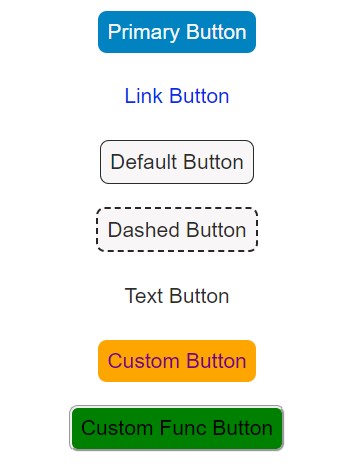 Primary Button
Link Button
Default Button
Dashed Button
Text Button
Custom Button
Custom Func Button